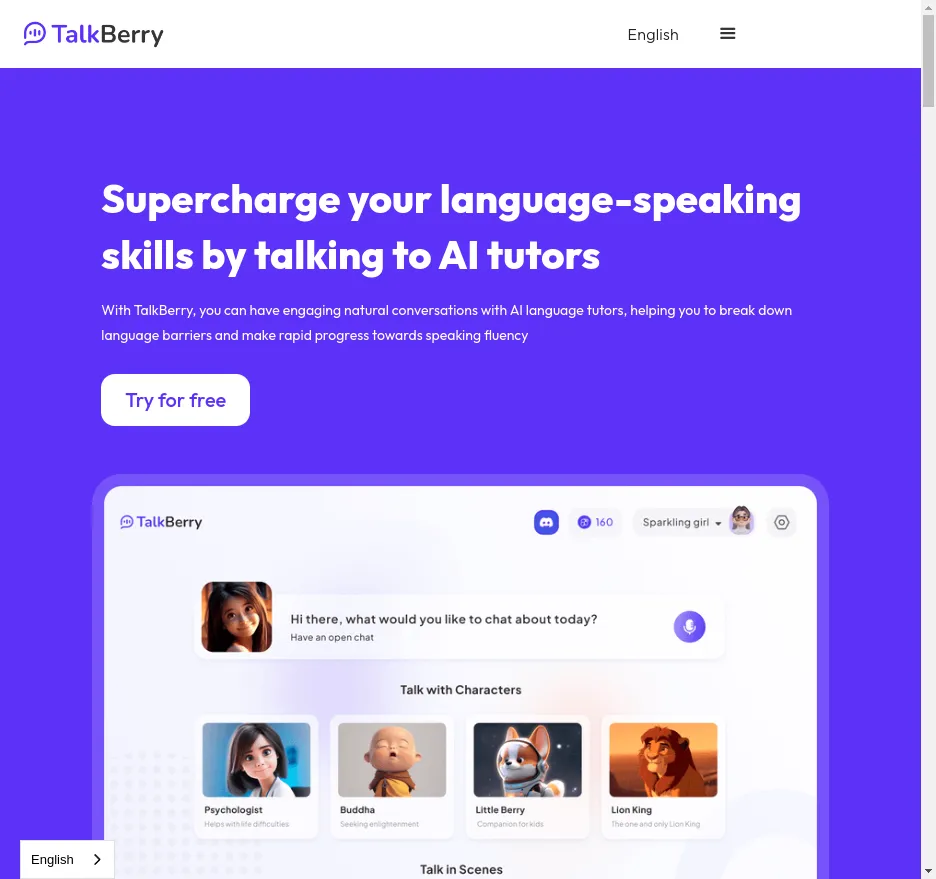 TalkBerry
English
Supercharge your language-speaking
skills by talking to AI tutors
With TalkBerry, you can have engaging natural conversations with AI language tutors, helping you to break down
language barriers and make rapid progress towards speaking fluency
Try for free
TalkBerry
160
Sparkling girl
Hi there, what would you like to chat about today?
Have an open chat
Talk with Characters
Psychologist
Helps with life difficulties
Buddha
Seeking enlightenment
Little Berry
Companion for kids
Lion King
The one and only Lion King
Talk in Scenes
English